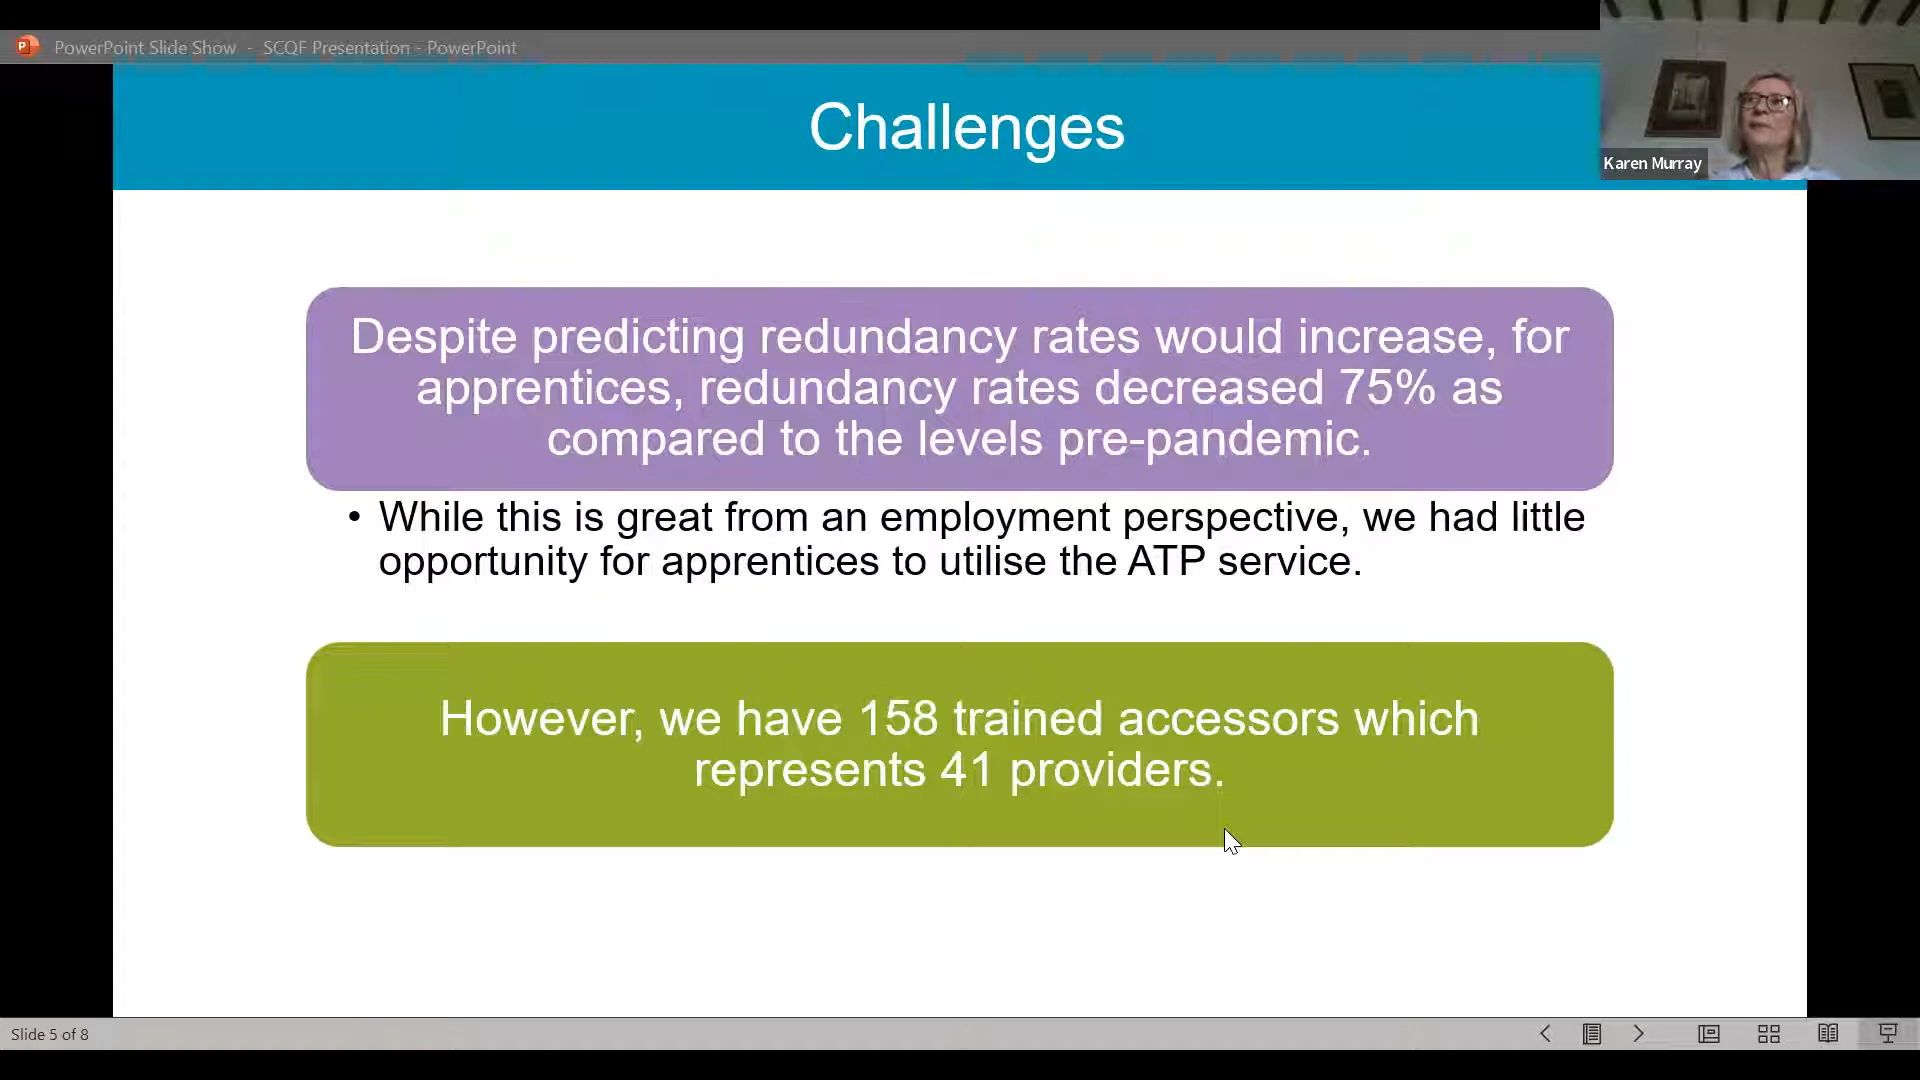 PowerPoint Slide Show - SCQF Presentation - PowerPoint
Challenges
Karen Murray
Despite predicting redundancy rates would increase, for
apprentices, redundancy rates decreased 75% as
compared to the levels pre-pandemic.
• While this is great from an employment perspective, we had little
opportunity for apprentices to utilise the ATP service.
However, we have 158 trained accessors which
represents 41 providers.
Slide 5 of 8